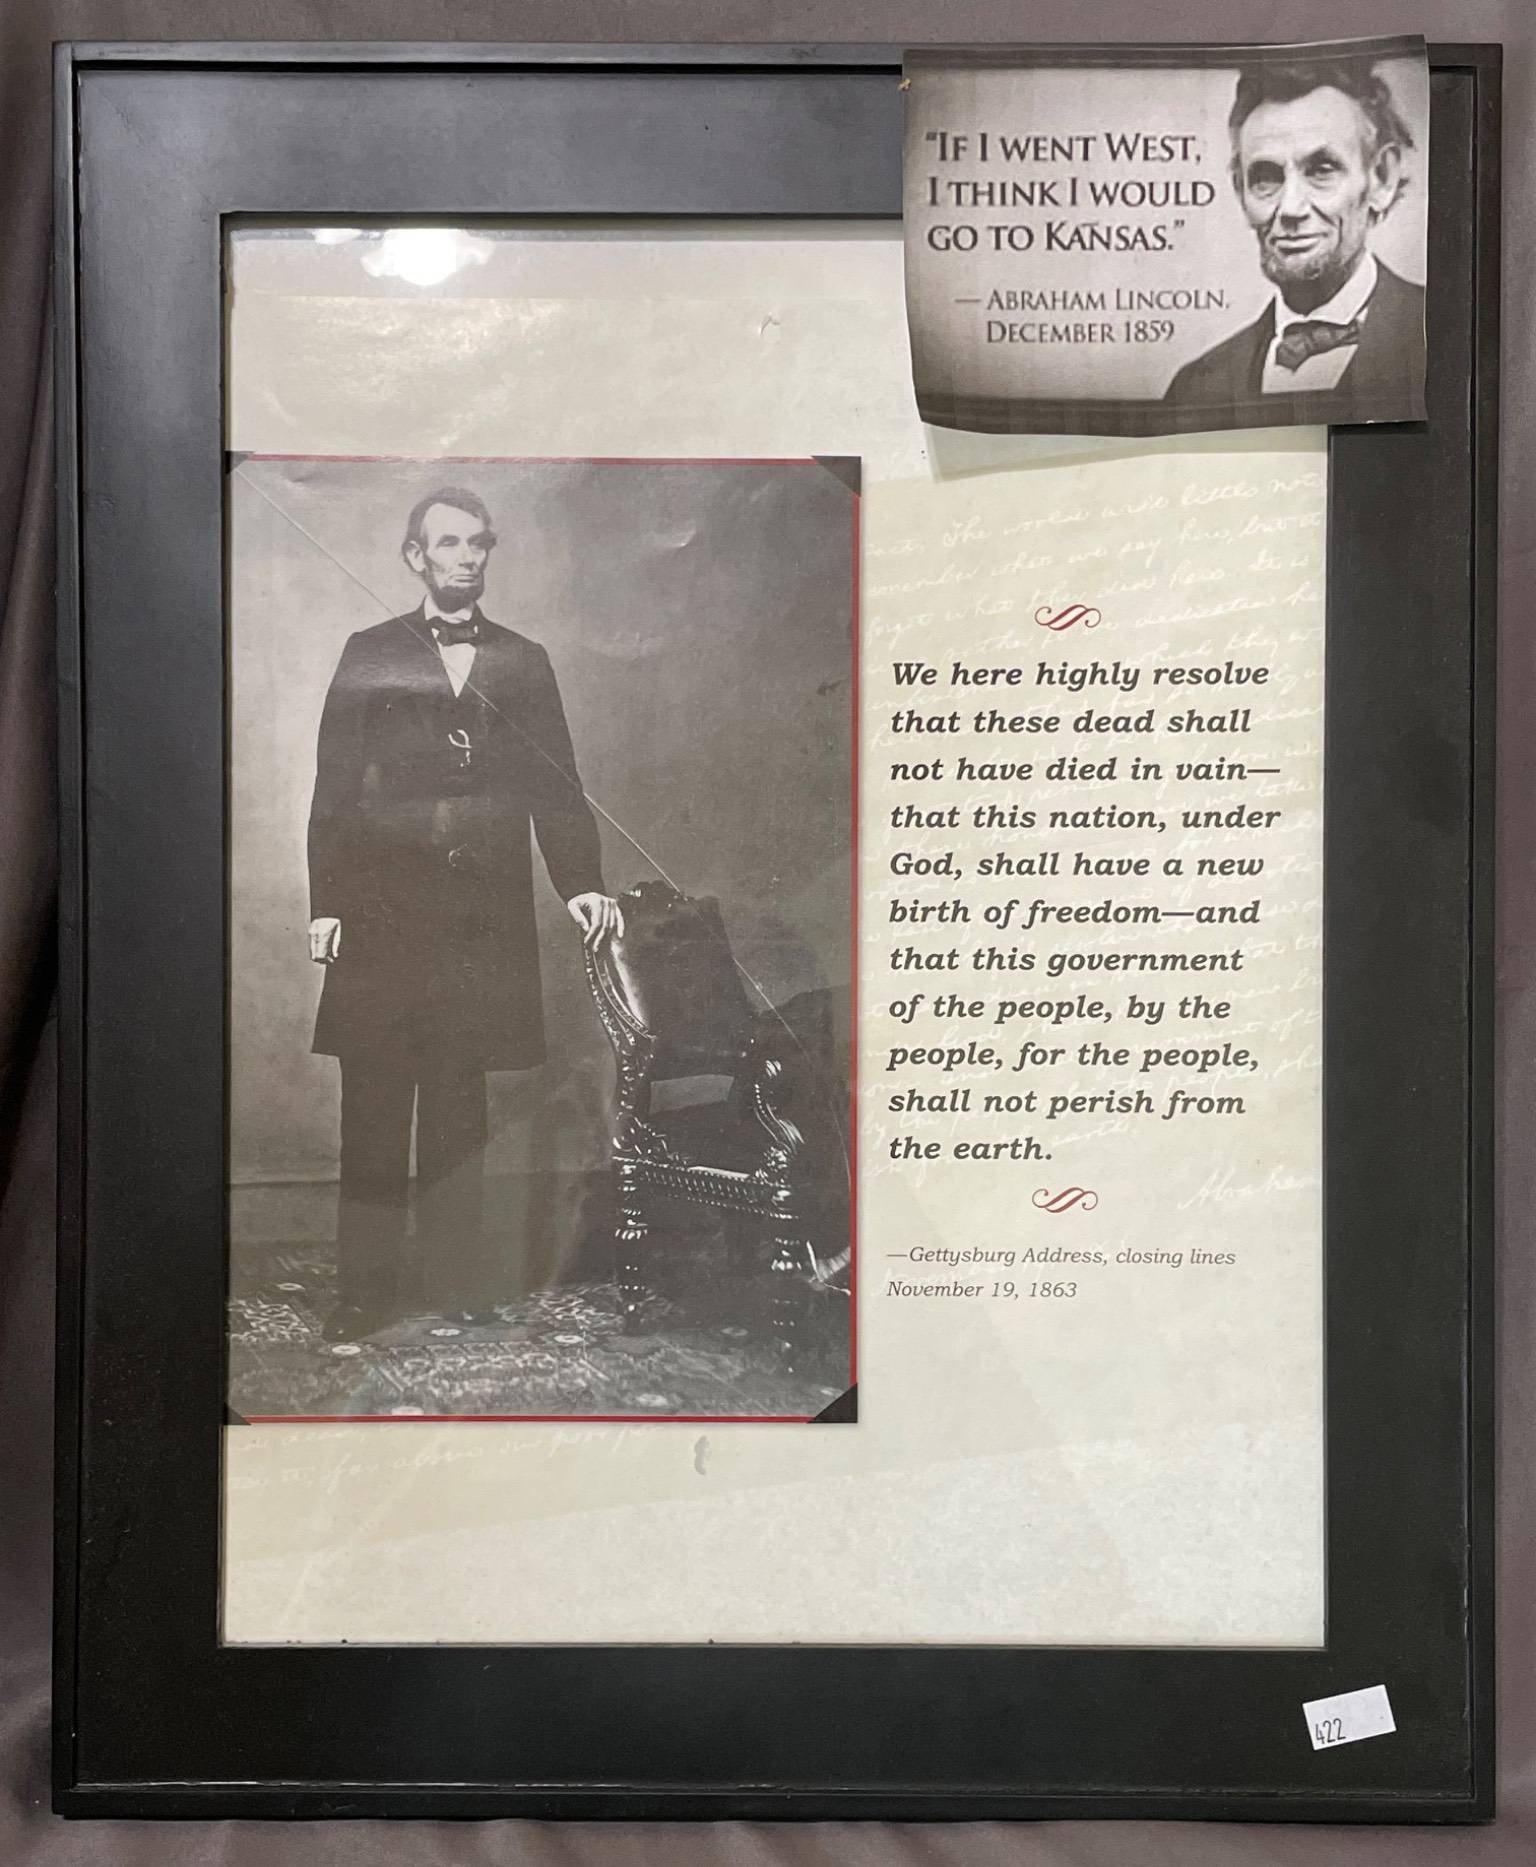 “IF I WENT WEST,
I THINK I WOULD
GO TO KANSAS.”
— ABRAHAM LINCOLN,
DECEMBER 1859
We here highly resolve
that these dead shall
not have died in vain—
that this nation, under
God, shall have a new
birth of freedom—and
that this government
of the people, by the
people, for the people,
shall not perish from
the earth.
—Gettysburg Address, closing lines
November 19, 1863
422